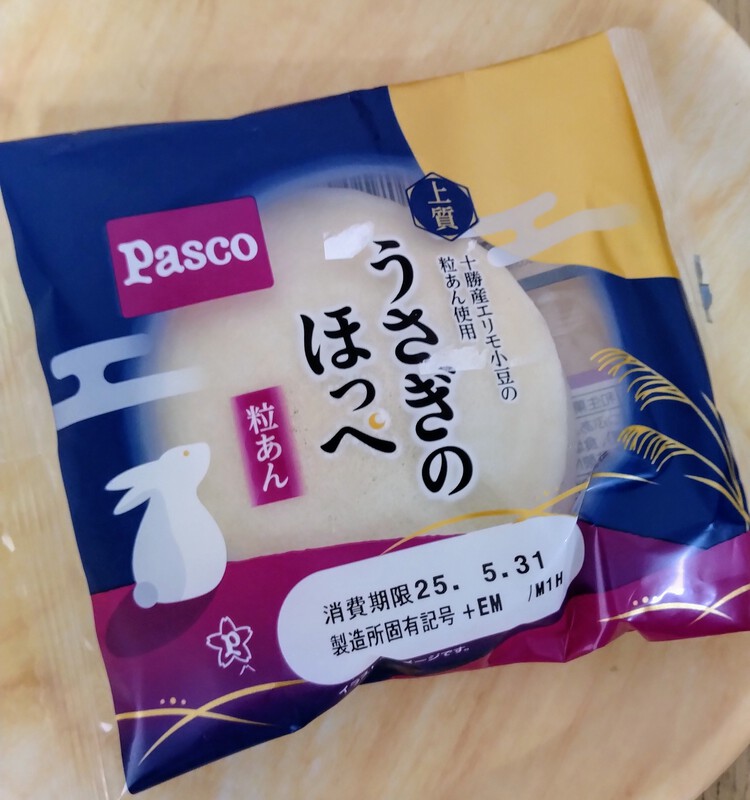 Pasco
上質
十勝産エリモ小豆の
粒あん使用
うさぎの
ほっぺ
粒あん
消費期限25. 5.31
製造所固有記号 +EM /M1H